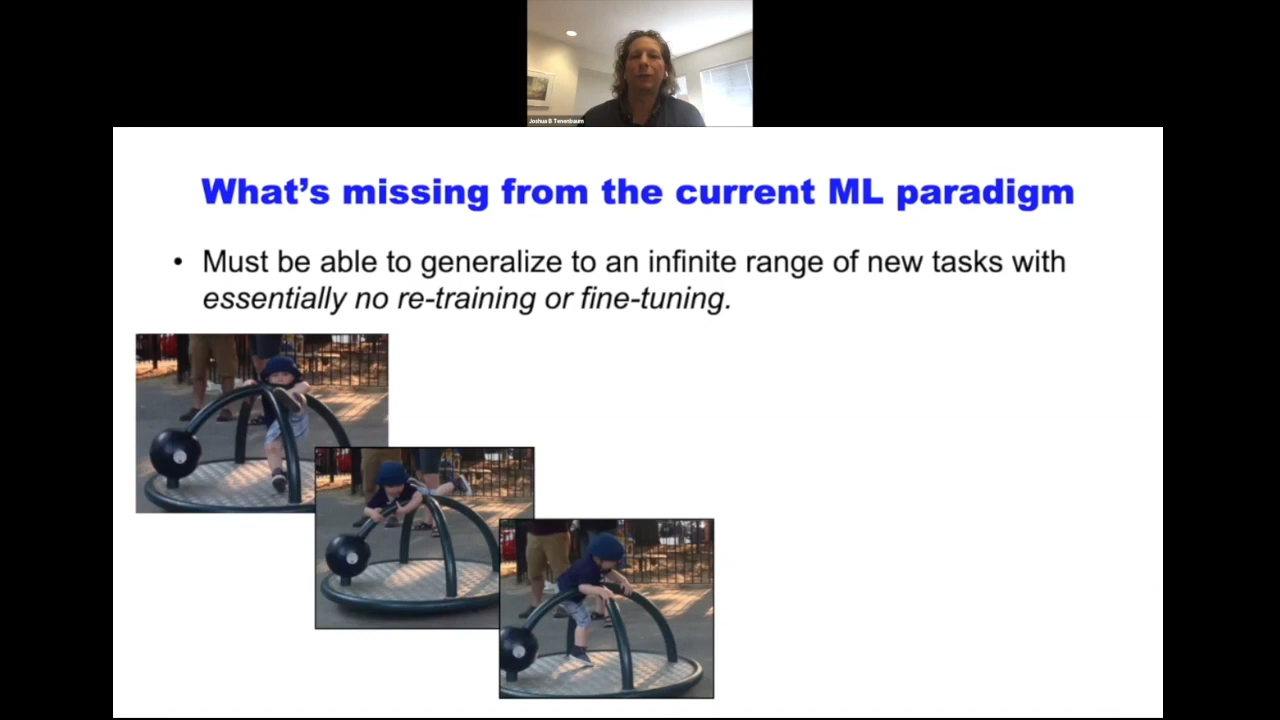 Joshua B Tenenbaum
What's missing from the current ML paradigm
• Must be able to generalize to an infinite range of new tasks with
essentially no re-training or fine-tuning.